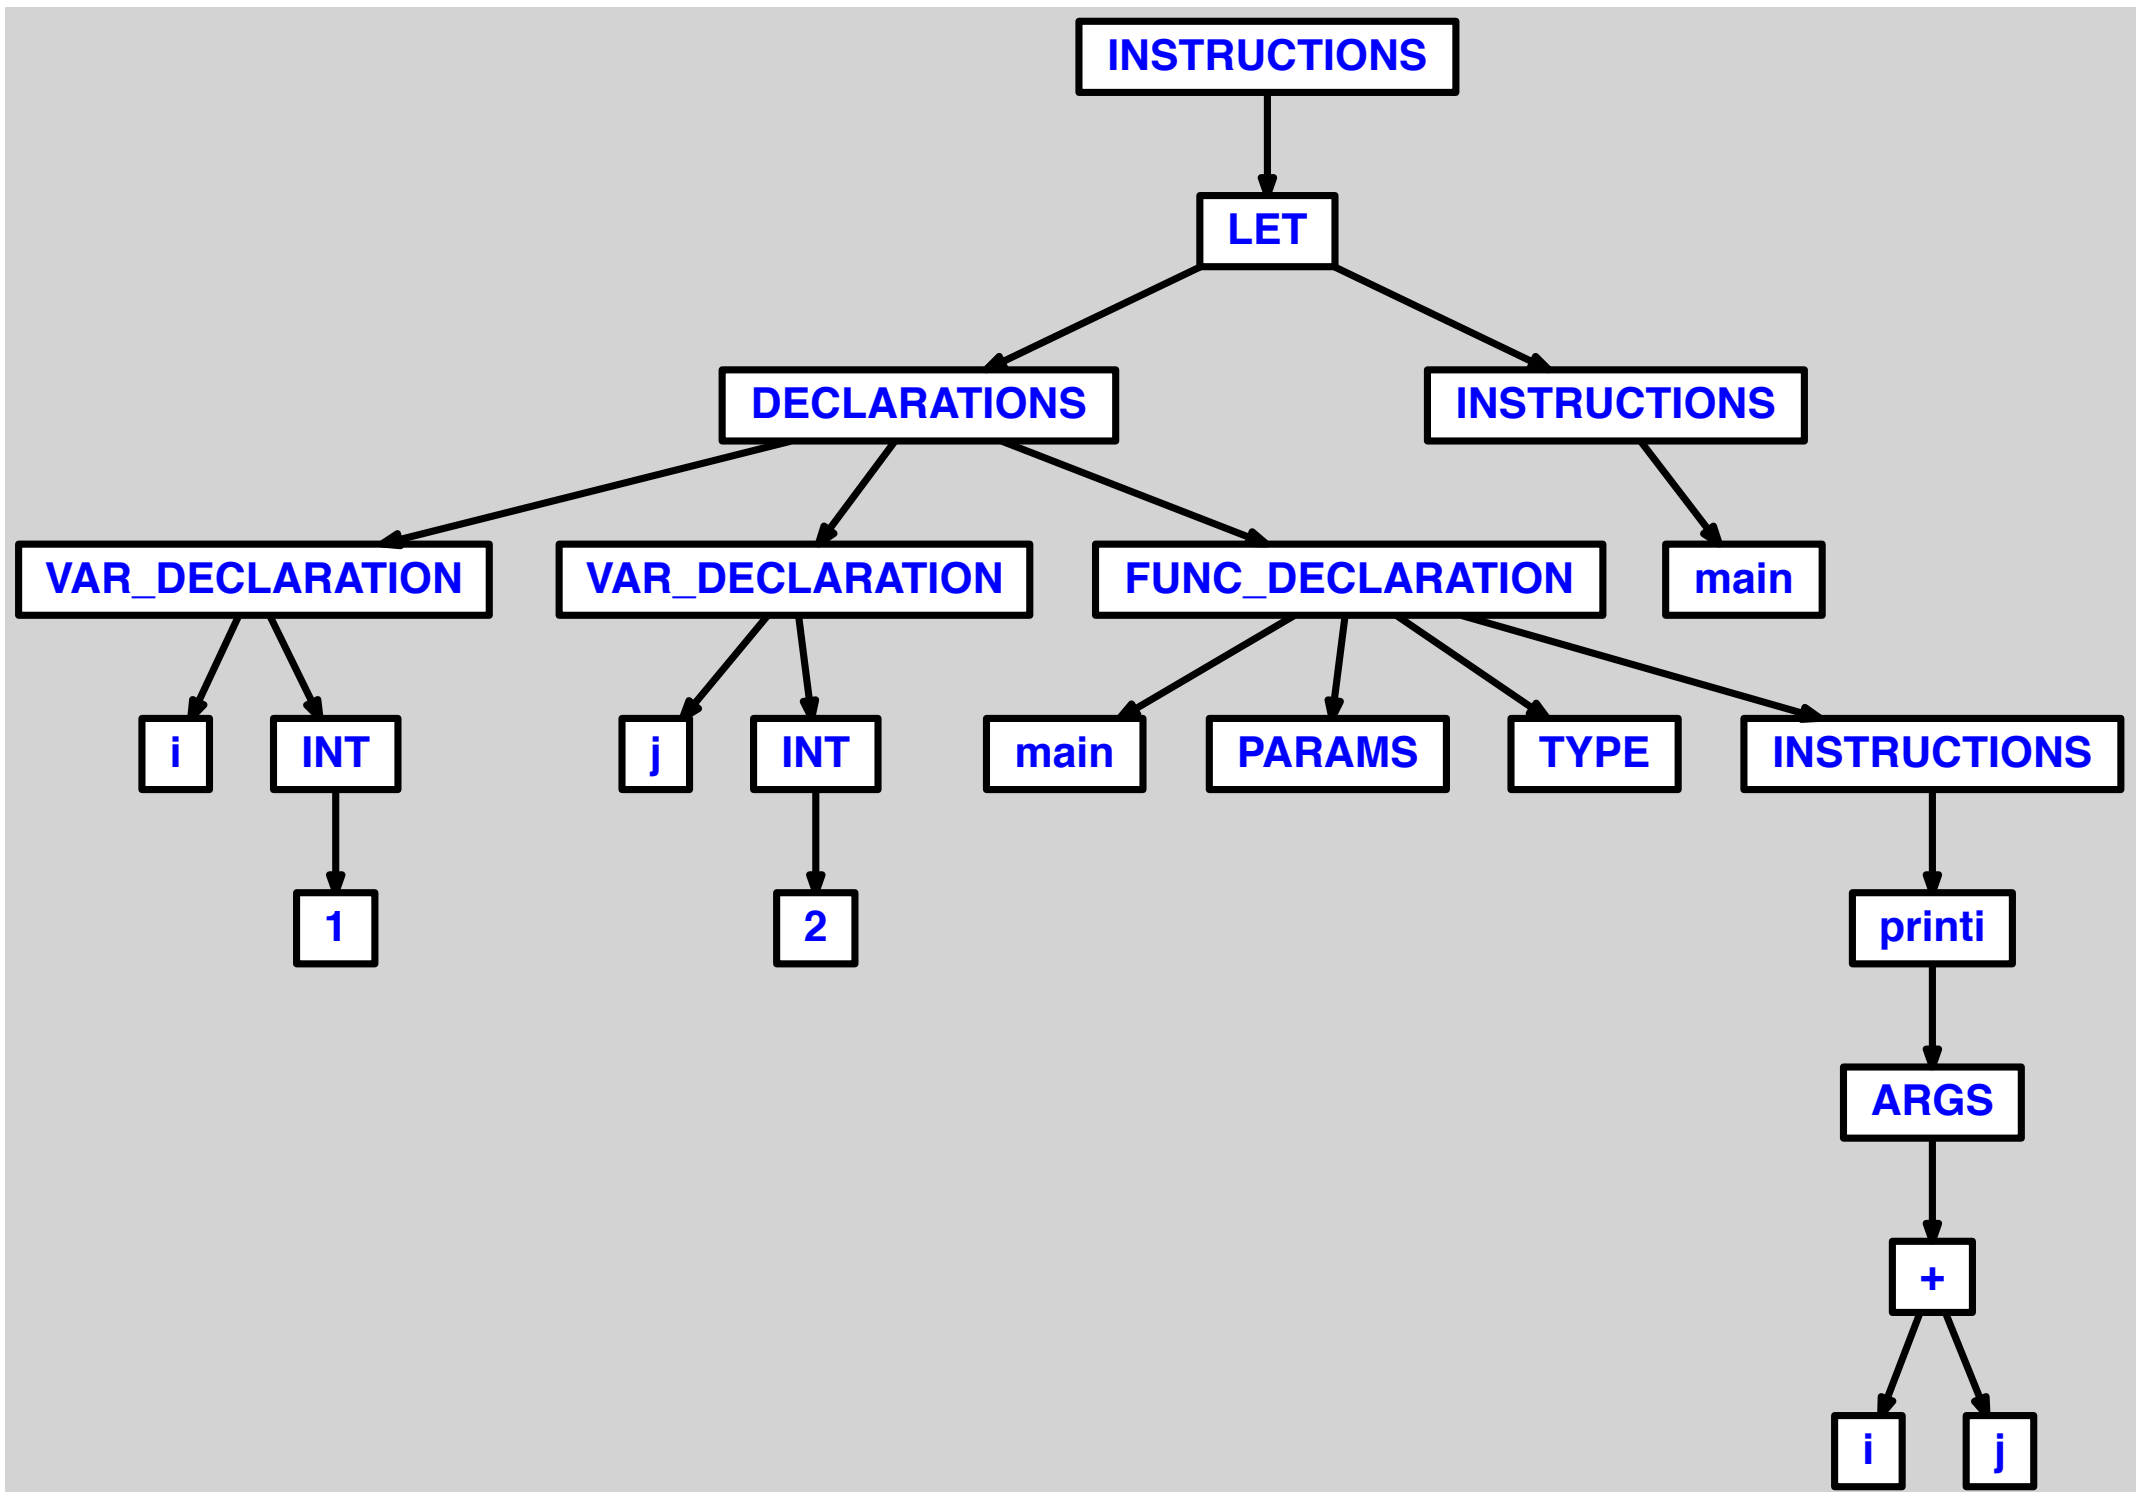 INSTRUCTIONS
LET
DECLARATIONS
INSTRUCTIONS
VAR_DECLARATION
VAR_DECLARATION
FUNC_DECLARATION
main
i
INT
j
INT
main
PARAMS
TYPE
INSTRUCTIONS
1
2
printi
ARGS
+
i
j